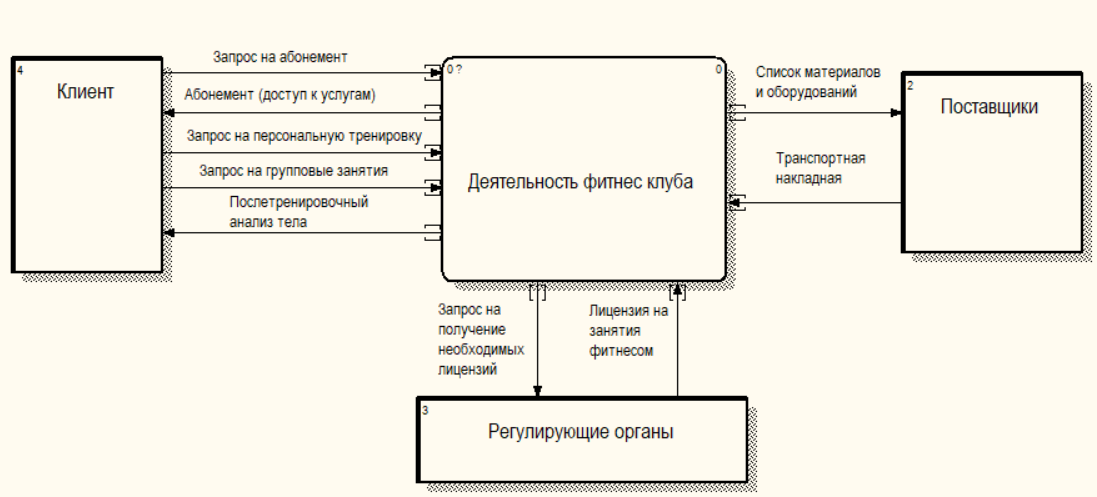 Запрос на абонемент
4
Клиент
Абонемент (доступ к услугам)
Запрос на персональную тренировку
Запрос на групповые занятия
Послетренировочный
анализ тела
0 ?
0
Деятельность фитнес клуба
Список материалов
и оборудований
Транспортная
накладная
2
Поставщики
Запрос на
получение
необходимых
лицензий
Лицензия на
занятия
фитнесом
3
Регулирующие органы